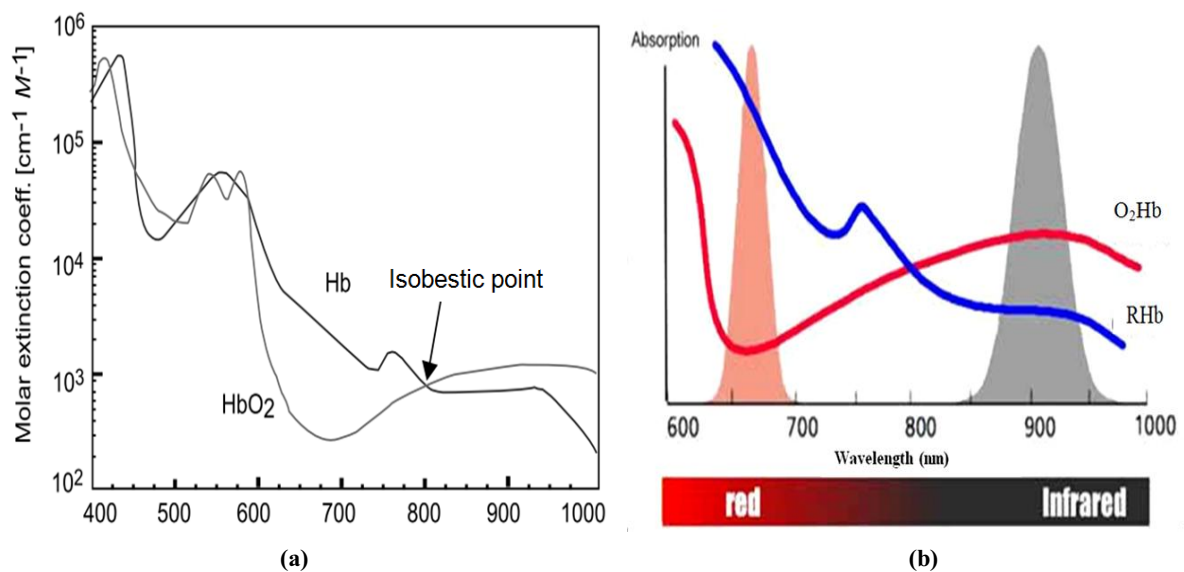 Molar extinction coeff. [cm-1 M-1]
10^6
10^5
10^4
10^3
10^2
Hb
Isobestic point
HbO2
400 500 600 700 800 900 1000
(a)
Absorption
O₂Hb
RHb
600 700 800 900 1000
Wavelength (nm)
red Infrared
(b)